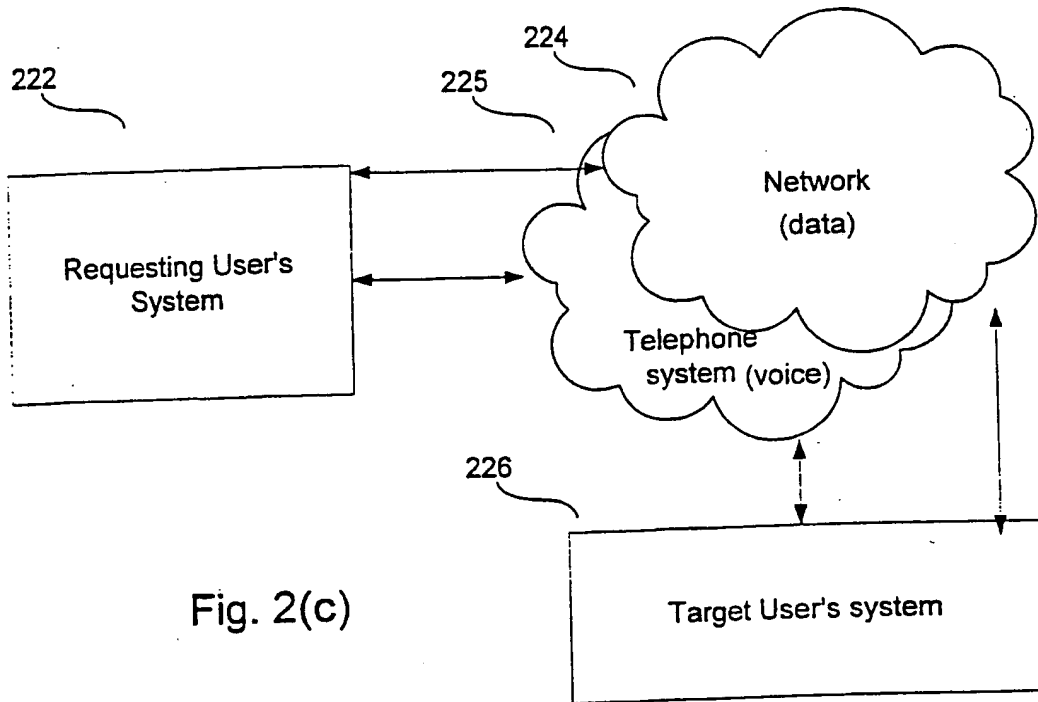 224
222
225
Network
(data)
Requesting User's
System
Telephone
system (voice)
226
Fig. 2(c)
Target User's system